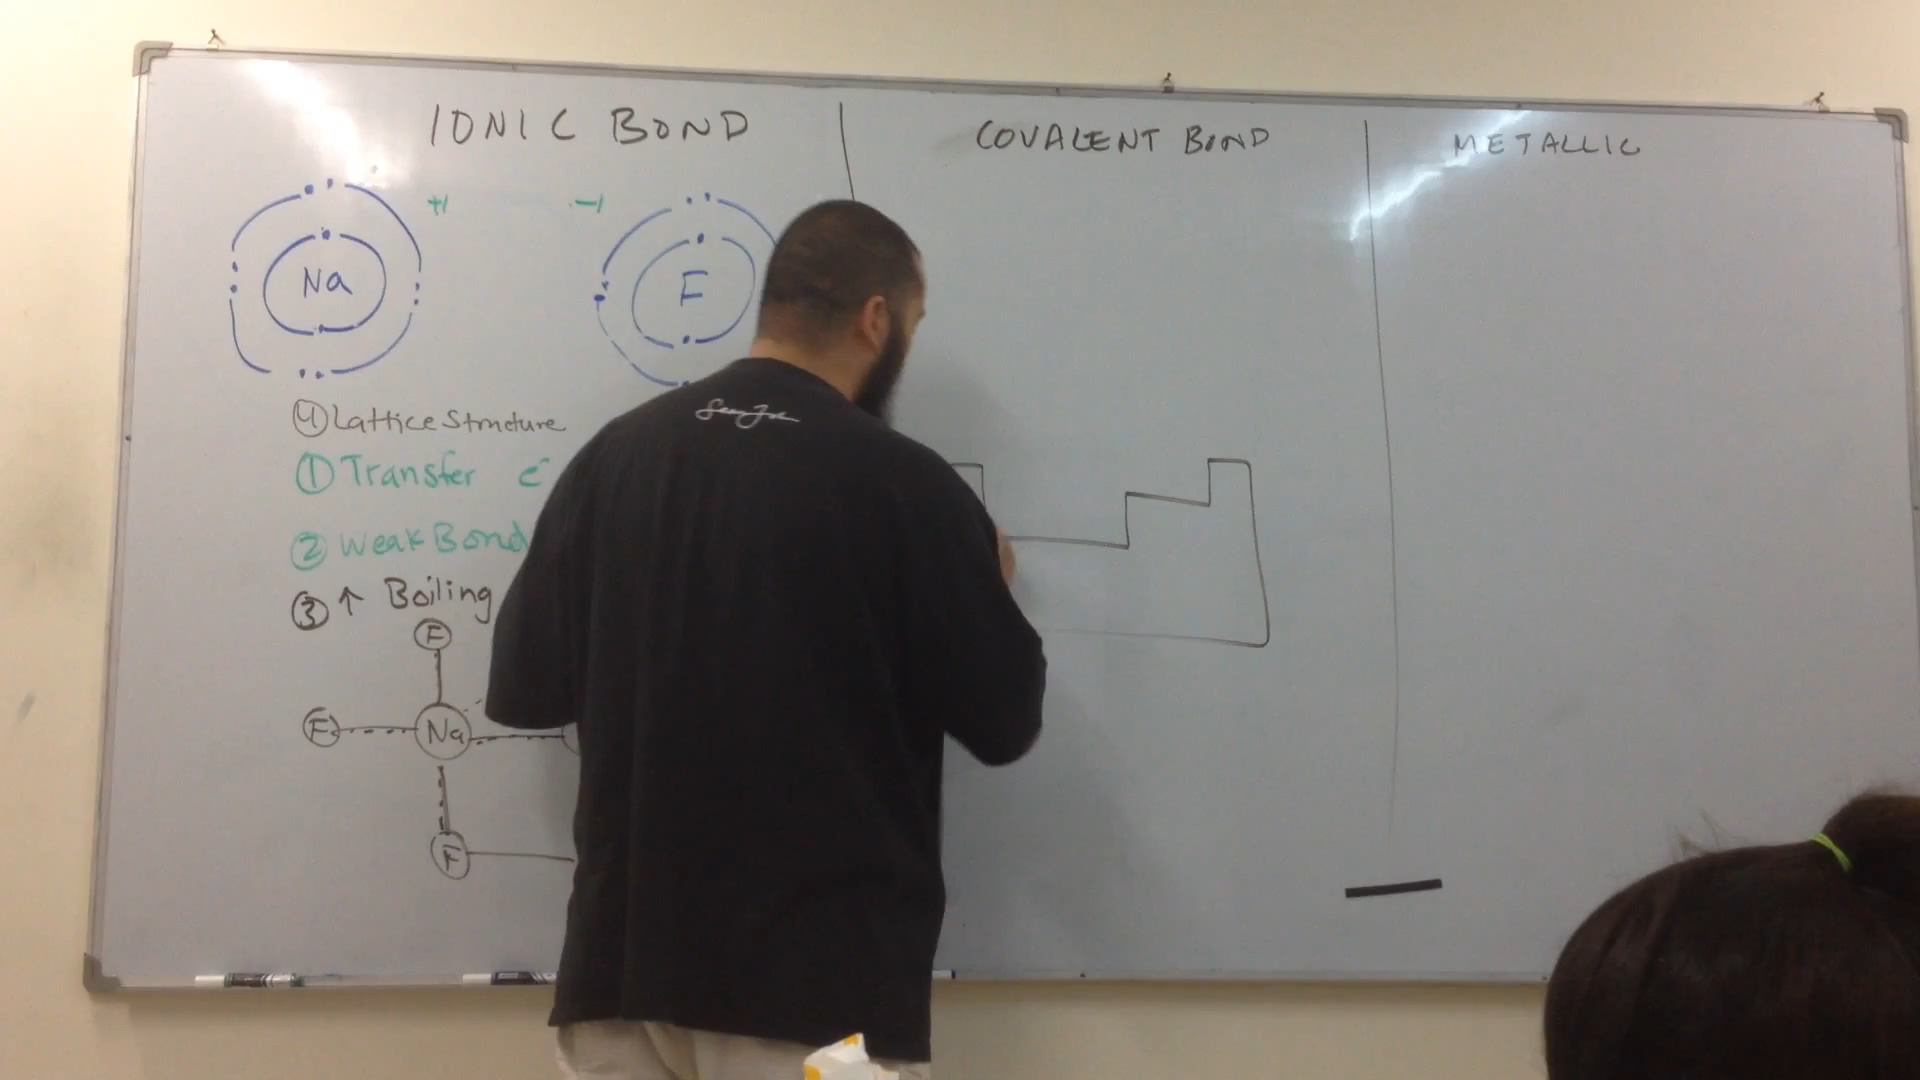 IONIC BOND
COVALENT BOND
METALLIC
+1
-1
Na
F
④ Lattice Structure
① Transfer e⁻
② Weak Bond
③ ↑ Boiling
F
F
Na
F